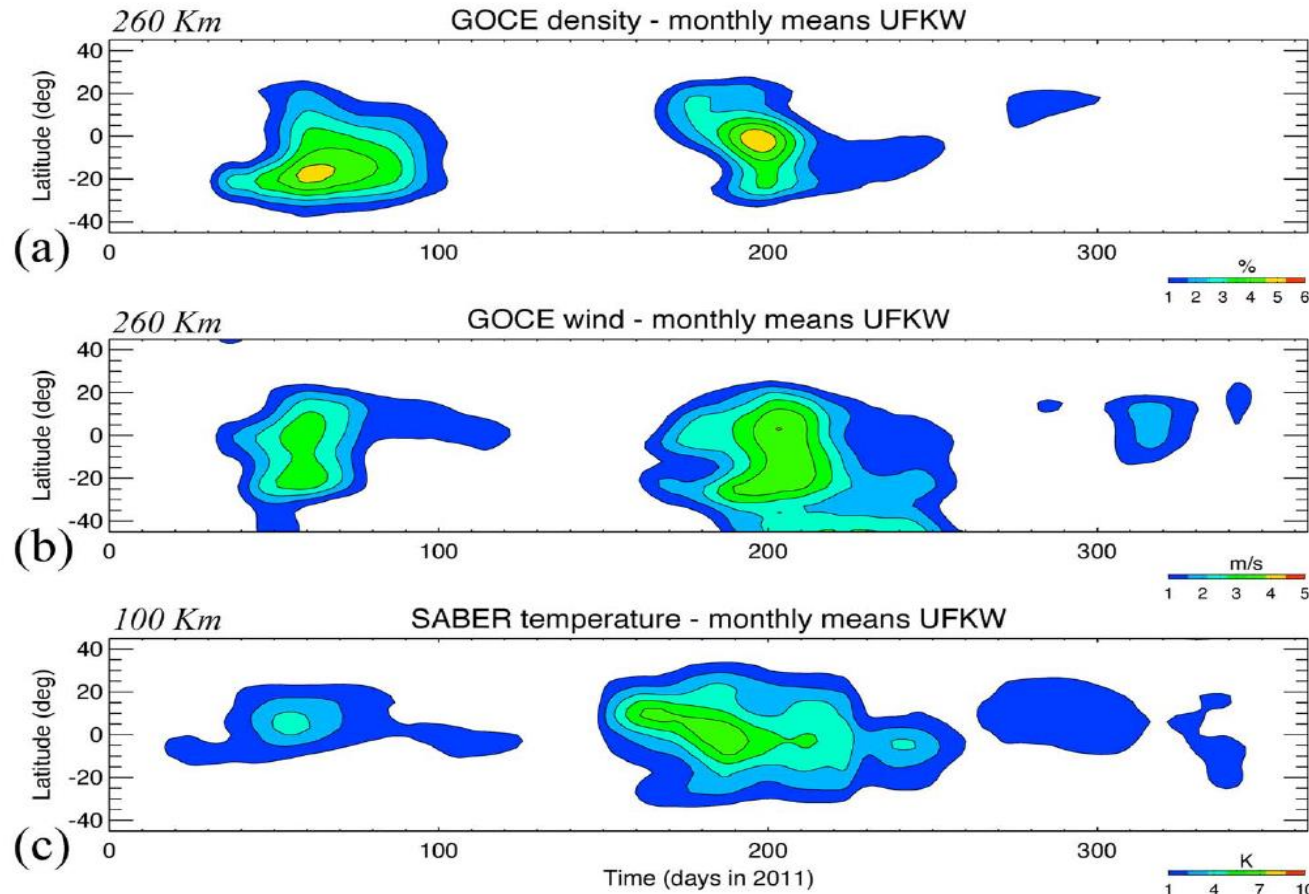 260 Km GOCE density - monthly means UFKW
40
20
0
-20
-40
Latitude (deg)
(a)
0 100 200 300
%
1 2 3 4 5 6
260 Km GOCE wind - monthly means UFKW
40
20
0
-20
-40
Latitude (deg)
(b)
0 100 200 300
m/s
1 2 3 4 5
100 Km SABER temperature - monthly means UFKW
40
20
0
-20
-40
Latitude (deg)
(c)
0 100 200 300
Time (days in 2011)
K
1 4 7 10